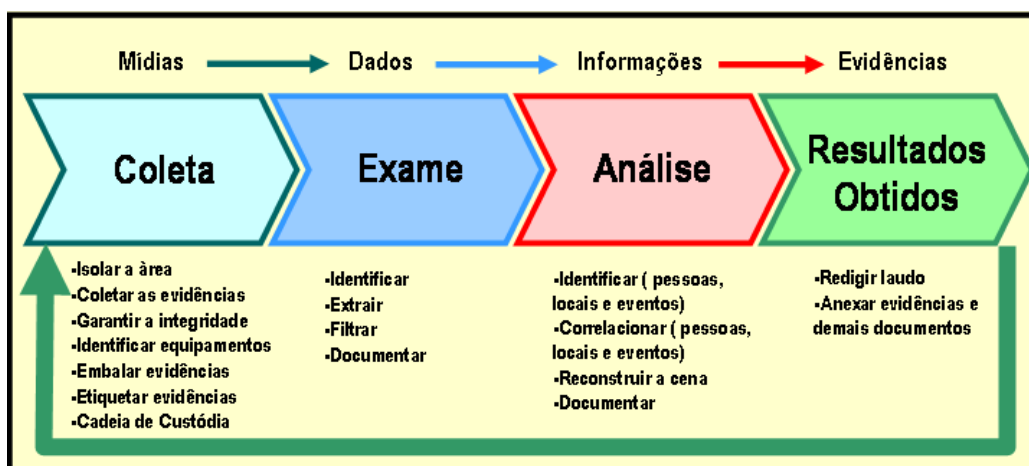 Mídias
Dados
Informações
Evidências
Coleta
Exame
Análise
Resultados
Obtidos
-Isolar a àrea
-Coletar as evidências
-Garantir a integridade
-Identificar equipamentos
-Embalar evidências
-Etiquetar evidências
-Cadeia de Custódia
-Identificar
-Extrair
-Filtrar
-Documentar
-Identificar ( pessoas,
locais e eventos)
-Correlacionar ( pessoas,
locais e eventos)
-Reconstruir a cena
-Documentar
-Redigir laudo
-Anexar evidências e
demais documentos